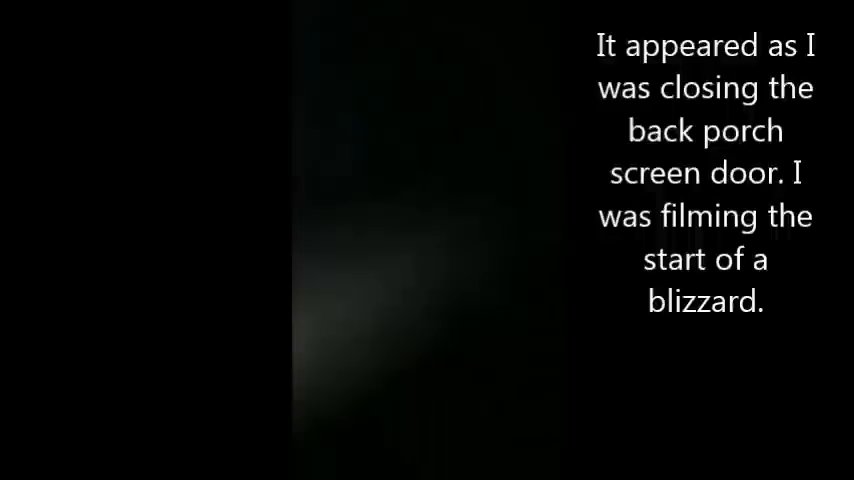 It appeared as I
was closing the
back porch
screen door. I
was filming the
start of a
blizzard.